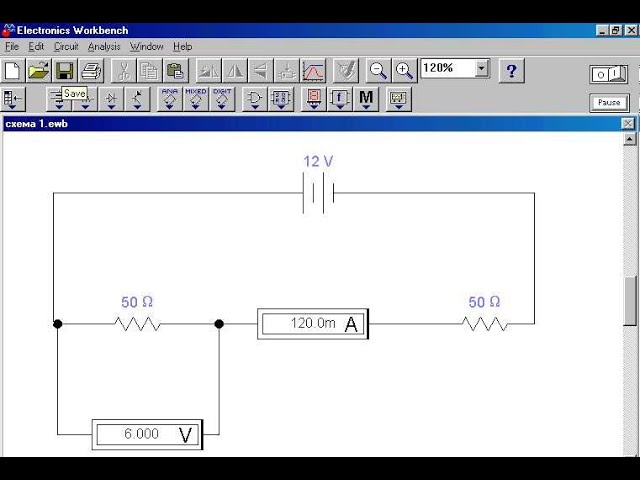 Electronics Workbench
File Edit Circuit Analysis Window Help
120%
?
Save
ANA MIXED DIGIT
f M
Pause
схема 1.ewb
12 V
50 Ω
50 Ω
120.0m A
6.000 V